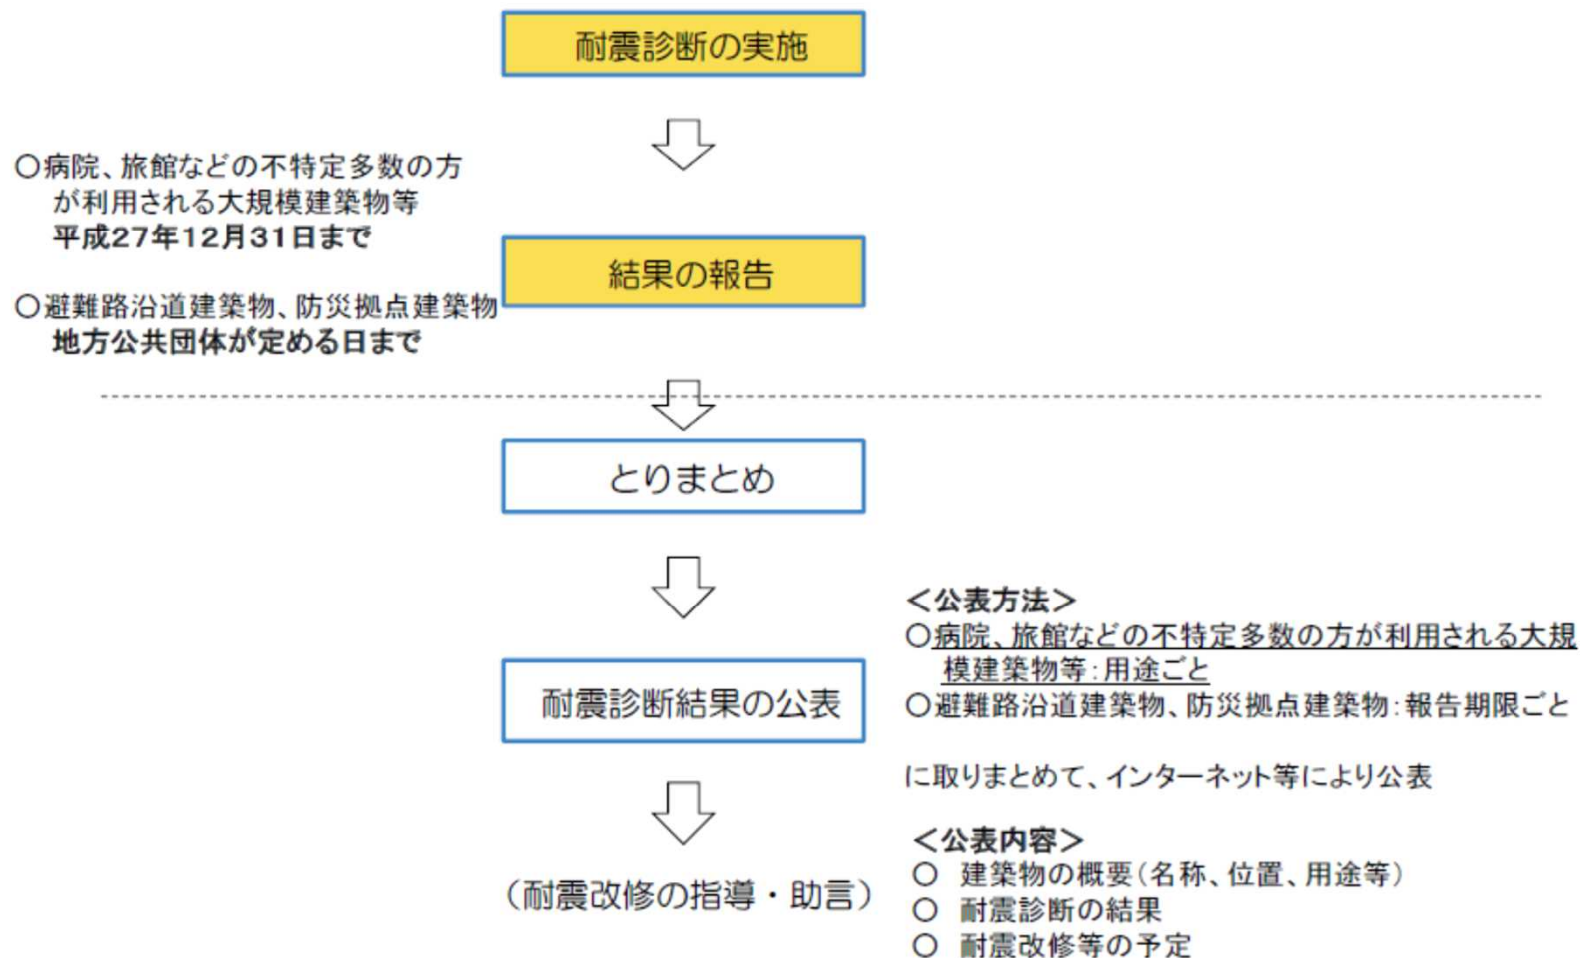 耐震診断の実施
○病院、旅館などの不特定多数の方
が利用される大規模建築物等
平成27年12月31日まで
結果の報告
○避難路沿道建築物、防災拠点建築物
地方公共団体が定める日まで
とりまとめ
＜公表方法＞
○病院、旅館などの不特定多数の方が利用される大規
模建築物等：用途ごと
耐震診断結果の公表
○避難路沿道建築物、防災拠点建築物：報告期限ごと
に取りまとめて、インターネット等により公表
＜公表内容＞
○ 建築物の概要（名称、位置、用途等）
（耐震改修の指導・助言）
○ 耐震診断の結果
○ 耐震改修等の予定